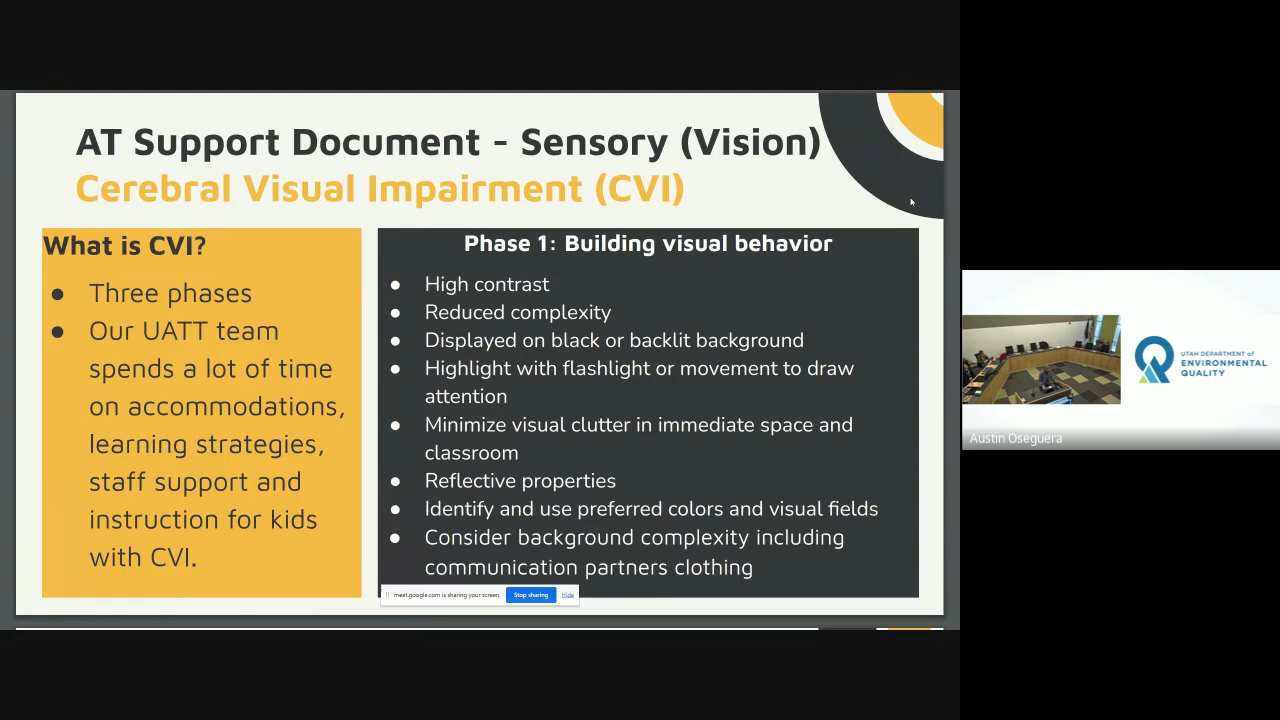 AT Support Document - Sensory (Vision)
Cerebral Visual Impairment (CVI)
What is CVI?
● Three phases
● Our UATT team
spends a lot of time
on accommodations,
learning strategies,
staff support and
instruction for kids
with CVI.
Phase 1: Building visual behavior
● High contrast
● Reduced complexity
● Displayed on black or backlit background
● Highlight with flashlight or movement to draw
attention
● Minimize visual clutter in immediate space and
classroom
● Reflective properties
● Identify and use preferred colors and visual fields
● Consider background complexity including
communication partners clothing
meet.google.com is sharing your screen.
Stop sharing
Hide
UTAH DEPARTMENT of
ENVIRONMENTAL
QUALITY
Austin Oseguera